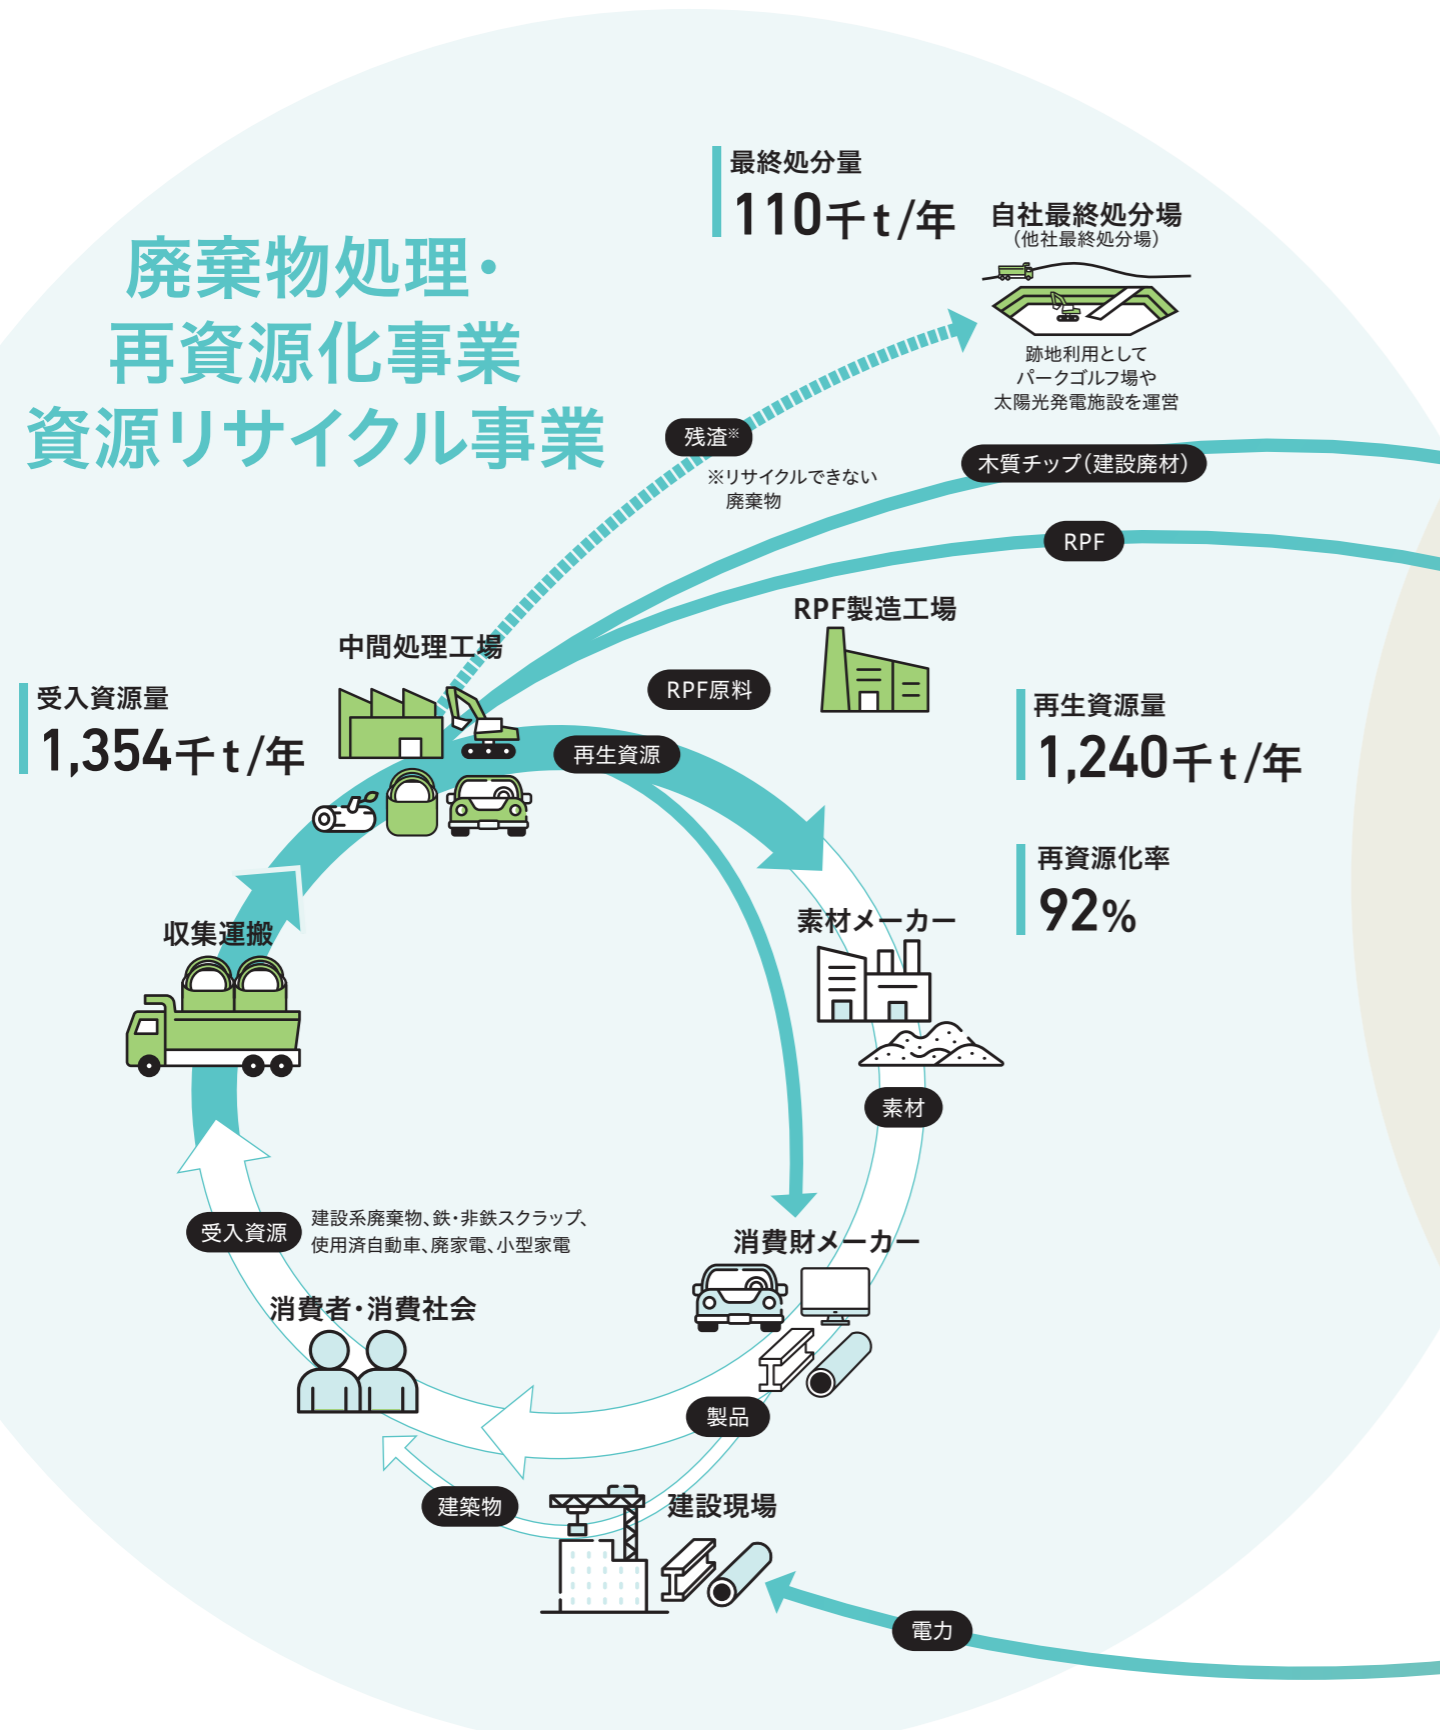 廃棄物処理・
再資源化事業
資源リサイクル事業
最終処分量
110千t/年
自社最終処分場
（他社最終処分場）
跡地利用として
パークゴルフ場や
太陽光発電施設を運営
残渣※
※リサイクルできない
廃棄物
木質チップ（建設廃材）
RPF
RPF製造工場
中間処理工場
RPF原料
受入資源量
1,354千t/年
再生資源
再生資源量
1,240千t/年
再資源化率
92%
収集運搬
素材メーカー
素材
受入資源
建設系廃棄物、鉄・非鉄スクラップ、
使用済自動車、廃家電、小型家電
消費財メーカー
消費者・消費社会
製品
建築物
建設現場
電力